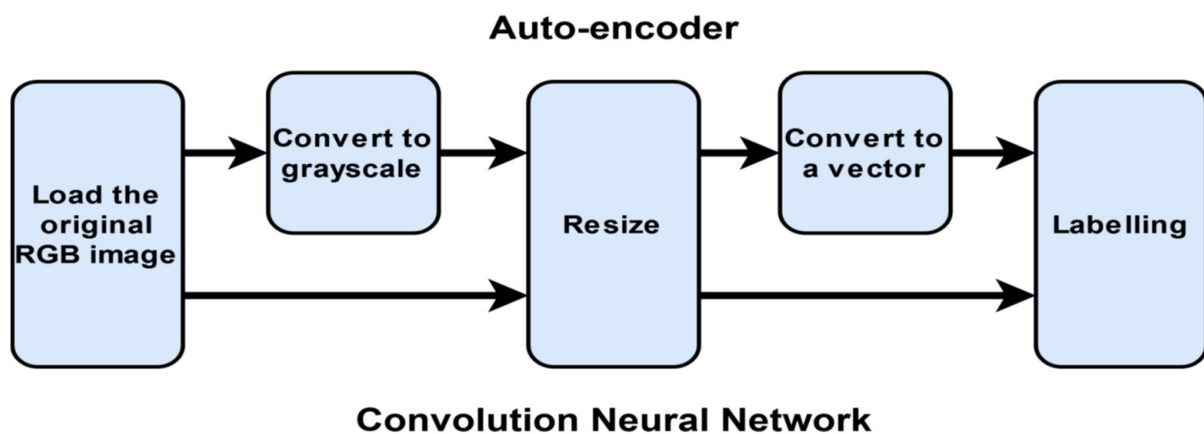 Auto-encoder
Load the
original
RGB image
Convert to
grayscale
Resize
Convert to
a vector
Labelling
Convolution Neural Network